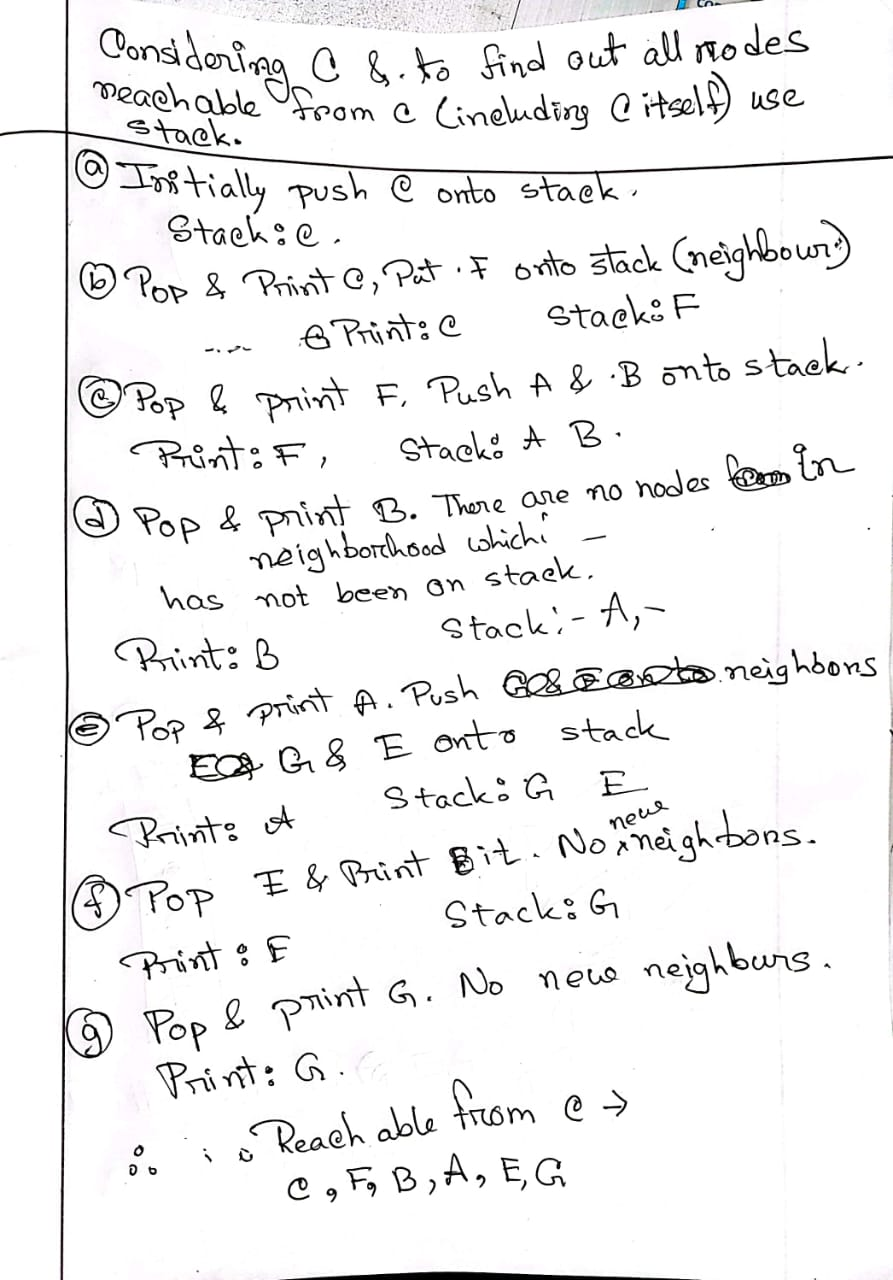 Considering C & to find out all nodes
reachable from C (including C itself) use
stack.
(a) Initially push C onto stack.
Stack: C.
(b) Pop & Print C, Put F onto stack (neighbour)
Print: C Stack: F
(c) Pop & print F, Push A & B onto stack.
Print: F, Stack: A B.
(d) Pop & print B. There are no nodes in
neighborhood which –
has not been on stack.
Print: B Stack:- A,-
(e) Pop & print A. Push neighbors
G & E onto stack
Print: A Stack: G E
(f) Pop E & Print it. No new neighbors.
Print: E Stack: G
(g) Pop & print G. No new neighburs.
Print: G.
∴ Reachable from C →
C, F, B, A, E, G